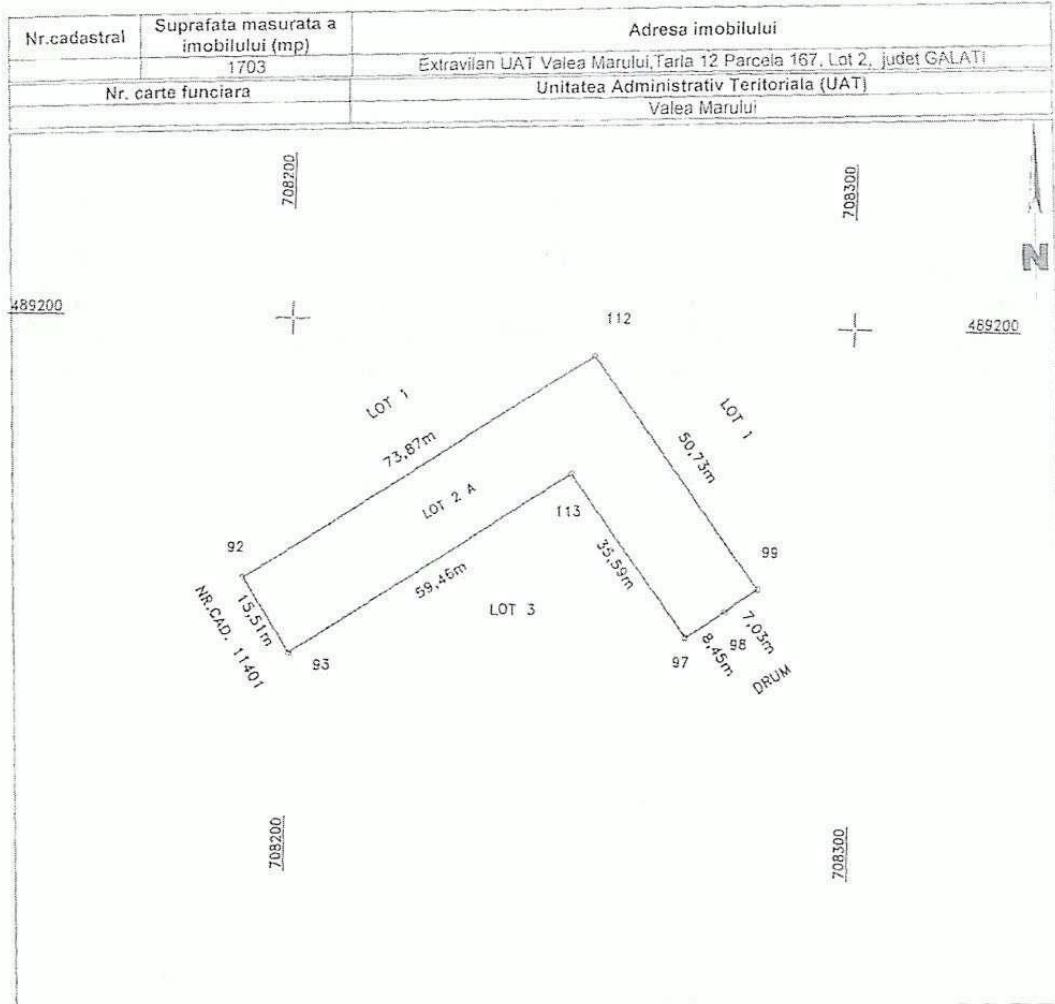 Nr.cadastral
Suprafata masurata a
imobilului (mp)
Adresa imobilului
1703
Extravilan UAT Valea Marului,Tarla 12 Parcela 167, Lot 2, judet GALATI
Nr. carte funciara
Unitatea Administrativ Teritoriala (UAT)
Valea Marului
708200
708300
N
489200
112
489200
LOT 1
LOT 1
73,87m
50,73m
LOT 2 A
113
92
99
35,59m
59,46m
NR.CAD. 11401
15,51m
LOT 3
7,03m
93
97
8,45m
98
DRUM
708200
708300